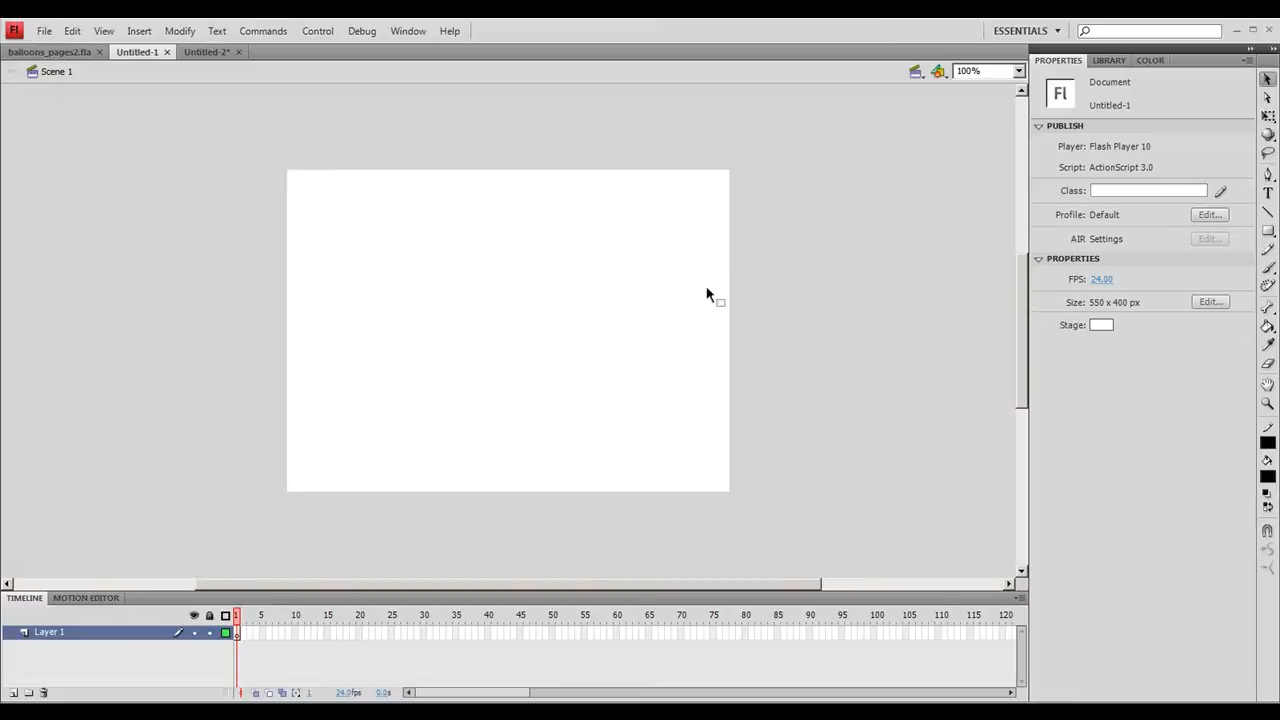 Fl File Edit View Insert Modify Text Commands Control Debug Window Help ESSENTIALS
balloons_pages2.fla Untitled-1 Untitled-2*
Scene 1 100%
PROPERTIES LIBRARY COLOR
Fl Document
Untitled-1
PUBLISH
Player: Flash Player 10
Script: ActionScript 3.0
Class:
Profile: Default Edit...
AIR Settings Edit...
PROPERTIES
FPS: 24.00
Size: 550 x 400 px Edit...
Stage:
T
TIMELINE MOTION EDITOR
1 5 10 15 20 25 30 35 40 45 50 55 60 65 70 75 80 85 90 95 100 105 110 115 120
Layer 1
1 24.0fps 0.0s